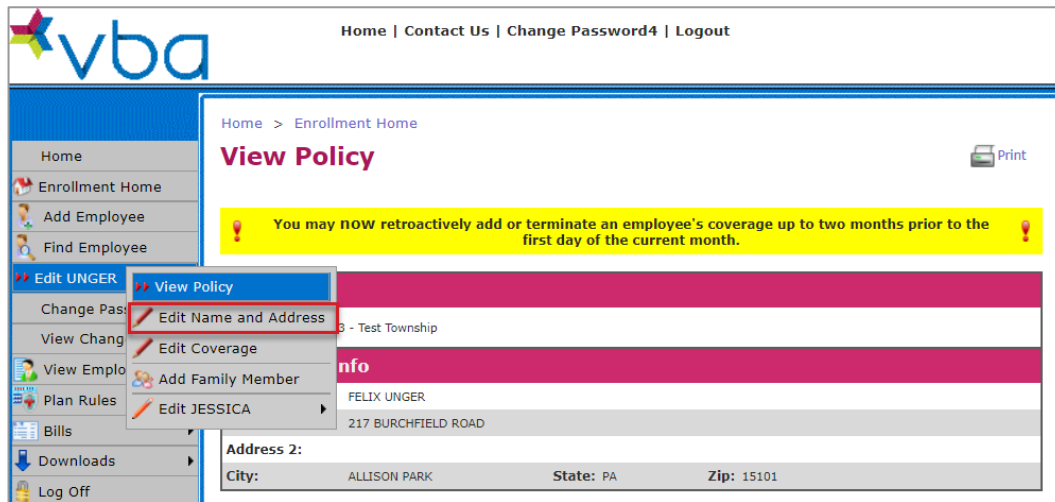 vba
Home | Contact Us | Change Password4 | Logout
Home > Enrollment Home
View Policy
Print
You may now retroactively add or terminate an employee's coverage up to two months prior to the
first day of the current month.
Home
Enrollment Home
Add Employee
Find Employee
Edit UNGER
Change Pas
View Chang
View Emplo
Plan Rules
Bills
Downloads
Log Off
View Policy
Edit Name and Address
Edit Coverage
Add Family Member
Edit JESSICA
3 - Test Township
nfo
FELIX UNGER
217 BURCHFIELD ROAD
Address 2:
City: ALLISON PARK State: PA Zip: 15101